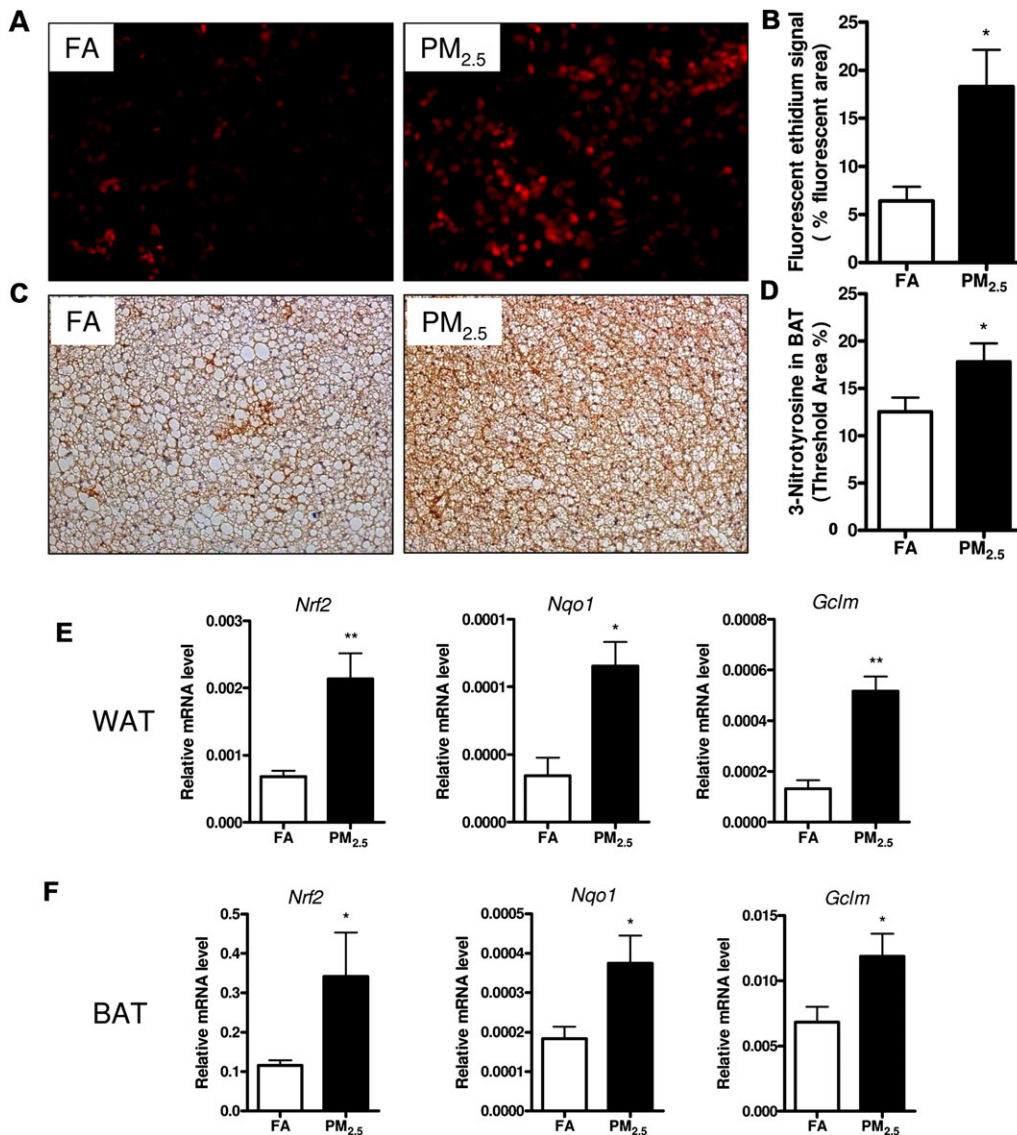 A
FA
PM2.5
B
Fluorescent ethidium signal
( % fluorescent area)
25
20
15
10
5
0
*
FA
PM2.5
C
FA
PM2.5
D
3-Nitrotyrosine in BAT
(Threshold Area %)
25
20
15
10
5
0 0
*
FA
PM2.5
E
WAT
Nrf2
Relative mRNA level
0.003
0.002
0.001
0.000
**
FA
PM2.5
Nqo1
Relative mRNA level
0.0001
0.0001
0.0000
0.0000
*
FA
PM2.5
Gclm
Relative mRNA level
0.0008
0.0006
0.0004
0.0002
0.0000
**
FA
PM2.5
F
BAT
Nrf2
Relative mRNA level
0.5
0.4
0.3
0.2
0.1
0.0
*
FA
PM2.5
Nqo1
Relative mRNA level
0.0005
0.0004
0.0003
0.0002
0.0001
0.0000
*
FA
PM2.5
Gclm
Relative mRNA level
0.015
0.010
0.005
0.000
*
FA
PM2.5